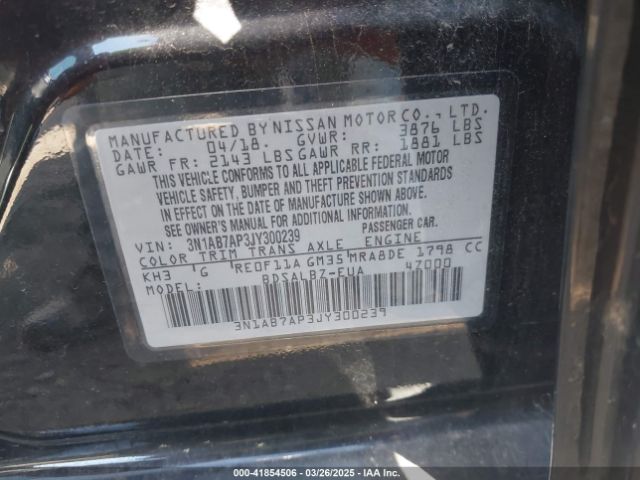 MANUFACTURED BY NISSAN MOTOR CO., LTD.
DATE: 04/18. GVWR: 3876 LBS
GAWR FR: 2143 LBS GAWR RR: 1881 LBS
THIS VEHICLE CONFORMS TO ALL APPLICABLE FEDERAL MOTOR
VEHICLE SAFETY, BUMPER AND THEFT PREVENTION STANDARDS
IN EFFECT ON THE DATE OF MANUFACTURE SHOWN ABOVE.
SEE OWNER'S MANUAL FOR ADDITIONAL INFORMATION.
VIN: 3N1AB7AP3JY300239 PASSENGER CAR.
COLOR TRIM TRANS AXLE ENGINE
KH3 G RE0F11A GM35 MRA8DE 1798 CC
MODEL: BDSALBZ-EUA 47000
3N1AB7AP3JY300239
00-41854506 — 03/26/2025 — IAA Inc.